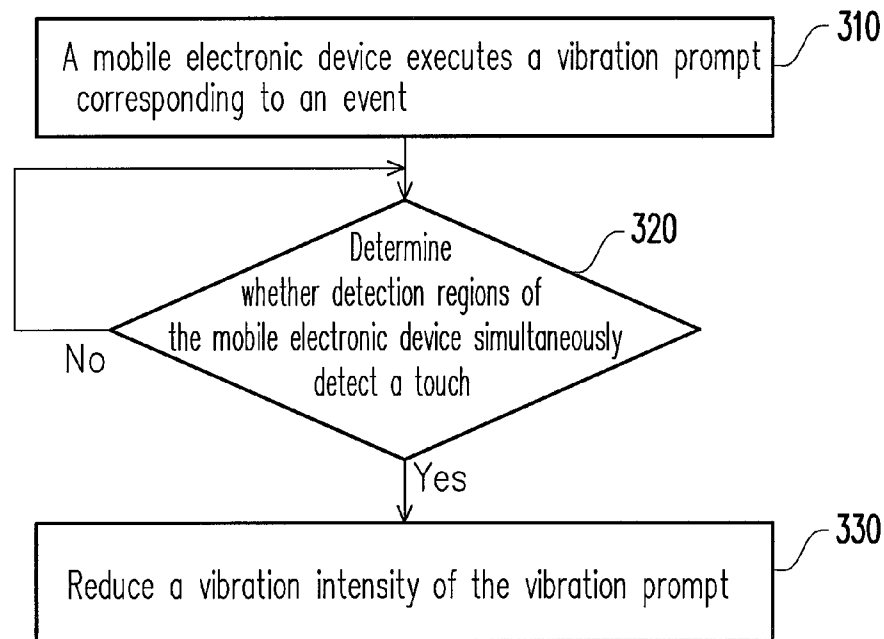 310
A mobile electronic device executes a vibration prompt
corresponding to an event
320
Determine
whether detection regions of
the mobile electronic device simultaneously
detect a touch
No
Yes
330
Reduce a vibration intensity of the vibration prompt